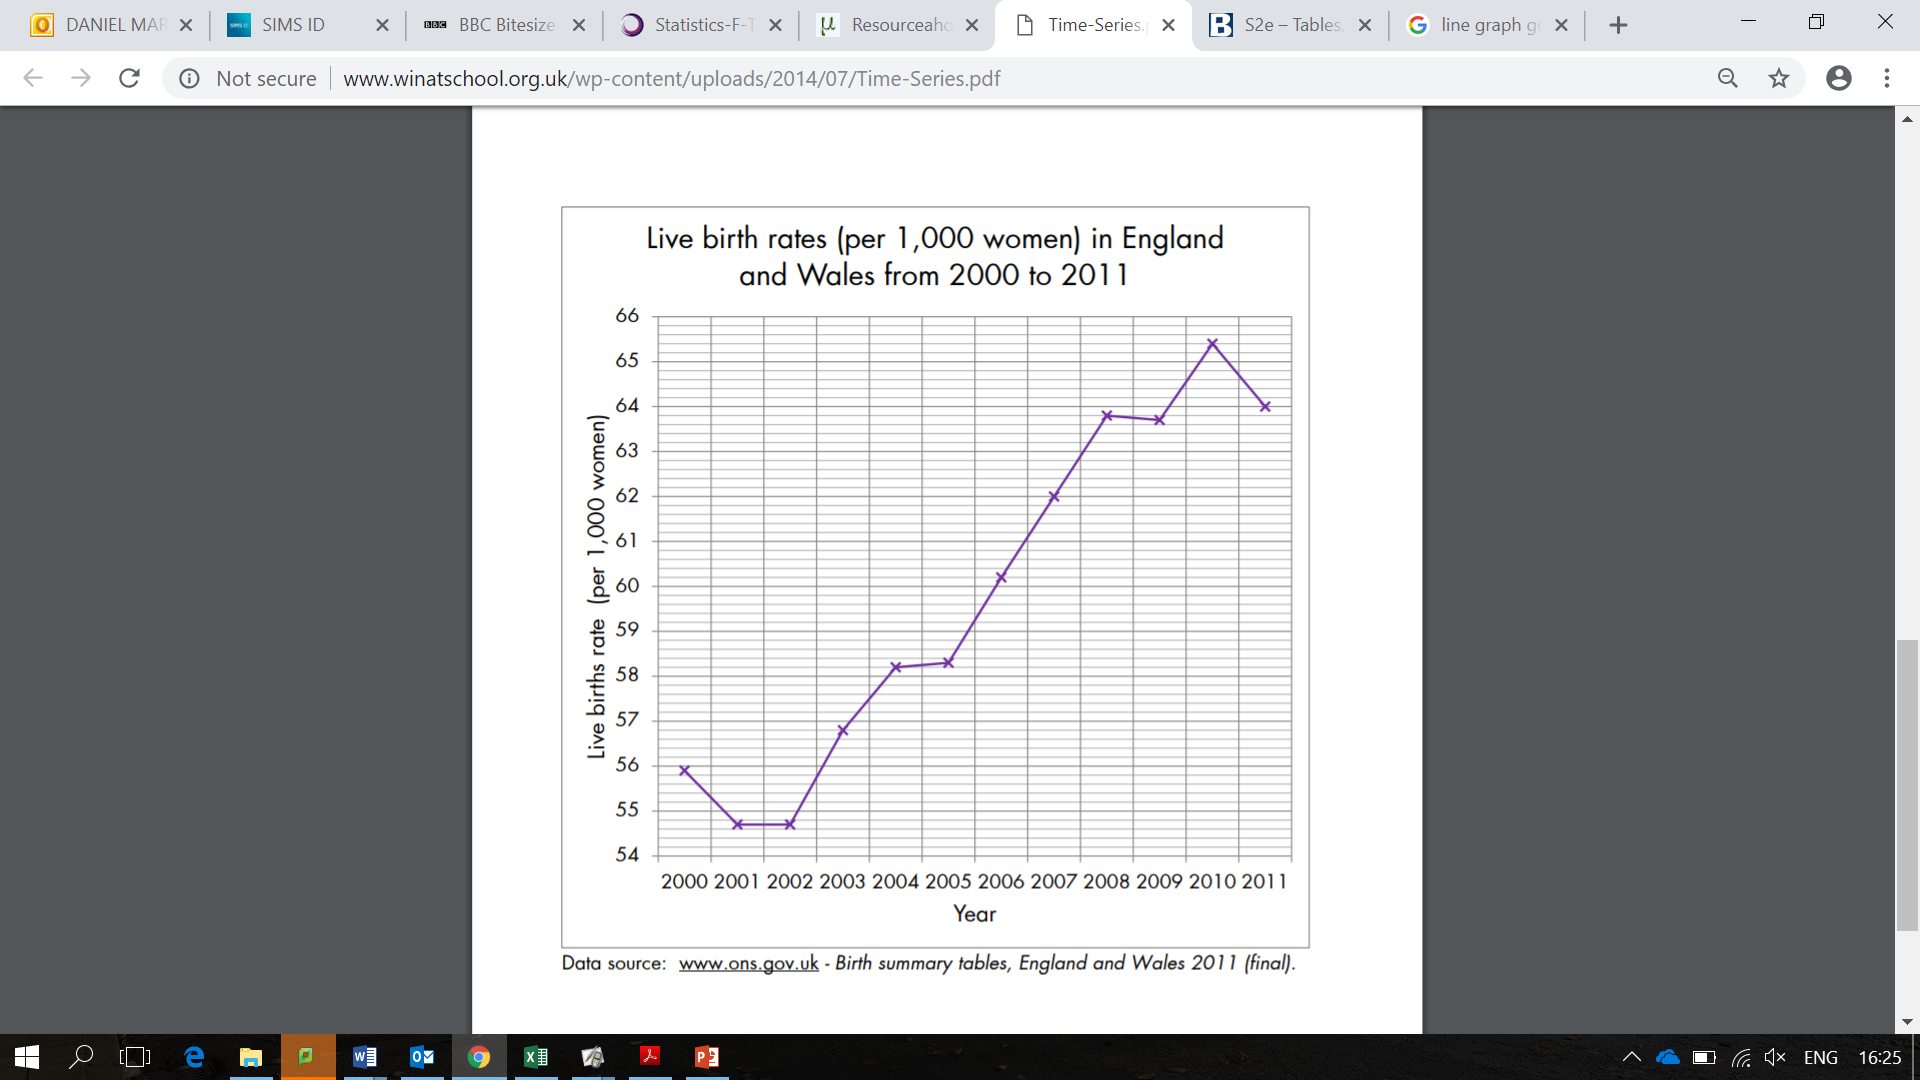 DANIEL MAR
SIMS ID
BBC Bitesize
Statistics-F-T
Resourceaho
Time-Series.p
S2e – Tables,
line graph go
Not secure
www.winatschool.org.uk/wp-content/uploads/2014/07/Time-Series.pdf
Live birth rates (per 1,000 women) in England
and Wales from 2000 to 2011
Live births rate (per 1,000 women)
66
65
64
63
62
61
60
59
58
57
56
55
54
2000 2001 2002 2003 2004 2005 2006 2007 2008 2009 2010 2011
Year
Data source: www.ons.gov.uk - Birth summary tables, England and Wales 2011 (final).
ENG
16:25